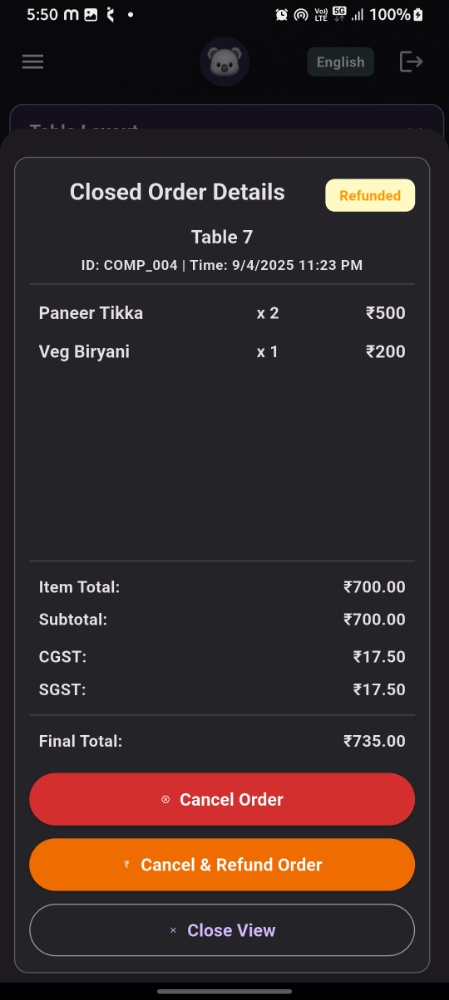 5:50
Vo) LTE 5G 100%
English
Table Layout
Closed Order Details
Refunded
Table 7
ID: COMP_004 | Time: 9/4/2025 11:23 PM
Paneer Tikka x 2 ₹500
Veg Biryani x 1 ₹200
Item Total: ₹700.00
Subtotal: ₹700.00
CGST: ₹17.50
SGST: ₹17.50
Final Total: ₹735.00
Cancel Order
₹ Cancel & Refund Order
× Close View